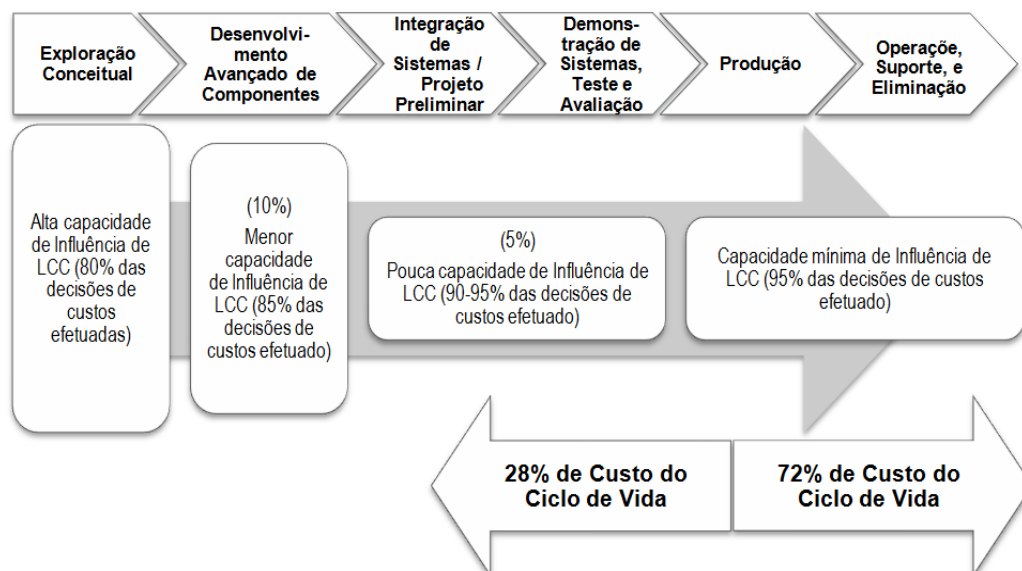 Exploração
Conceitual
Desenvolvi-
mento
Avançado de
Componentes
Integração
de
Sistemas /
Projeto
Preliminar
Demons-
tração de
Sistemas,
Teste e
Avaliação
Produção
Operaçõe,
Suporte, e
Eliminação
Alta capacidade
de Influência de
LCC (80% das
decisões de
custos
efetuadas)
(10%)
Menor
capacidade
de Influência de
LCC (85% das
decisões de
custos efetuado)
(5%)
Pouca capacidade de Influência de
LCC (90-95% das decisões de
custos efetuado)
Capacidade mínima de Influência de
LCC (95% das decisões de custos
efetuado)
28% de Custo do
Ciclo de Vida
72% de Custo do
Ciclo de Vida